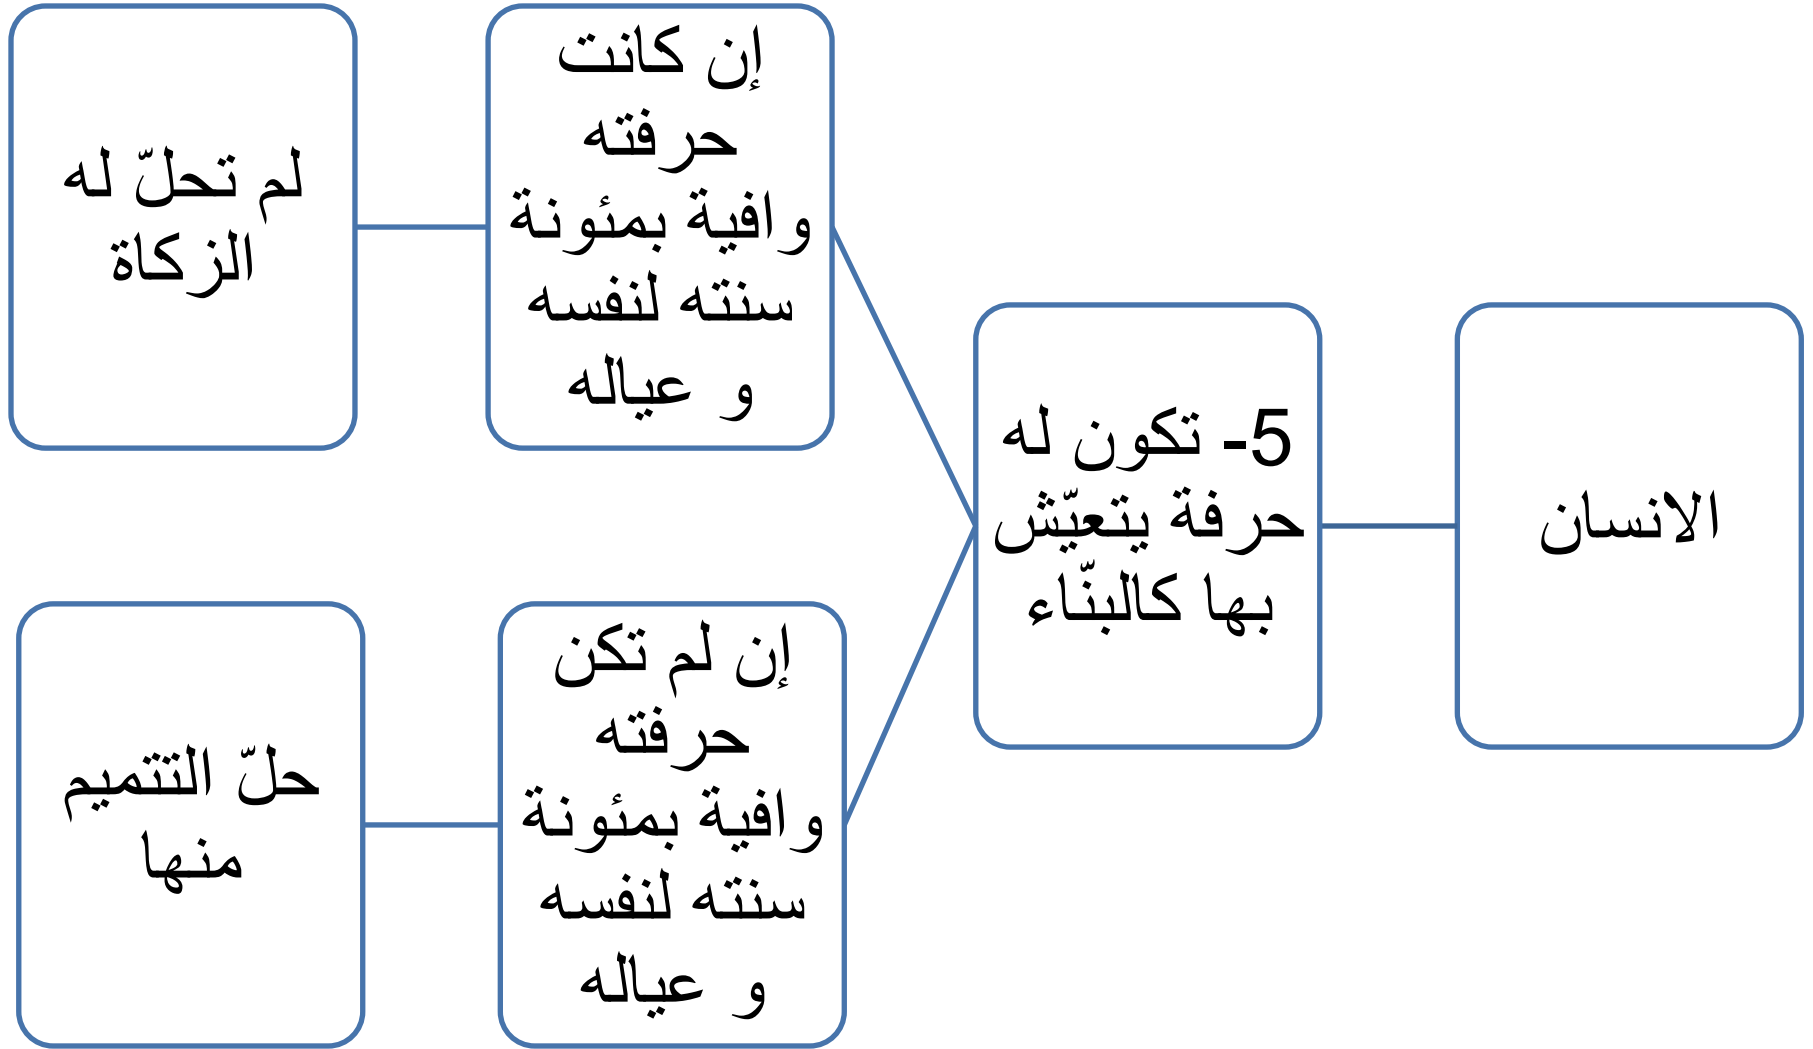 الانسان
5- تكون له
حرفة يتعيّش
بها كالبنّاء
إن كانت
حرفته
وافية بمئونة
سنته لنفسه
و عياله
لم تحلّ له
الزكاة
إن لم تكن
حرفته
وافية بمئونة
سنته لنفسه
و عياله
حلّ التتميم
منها